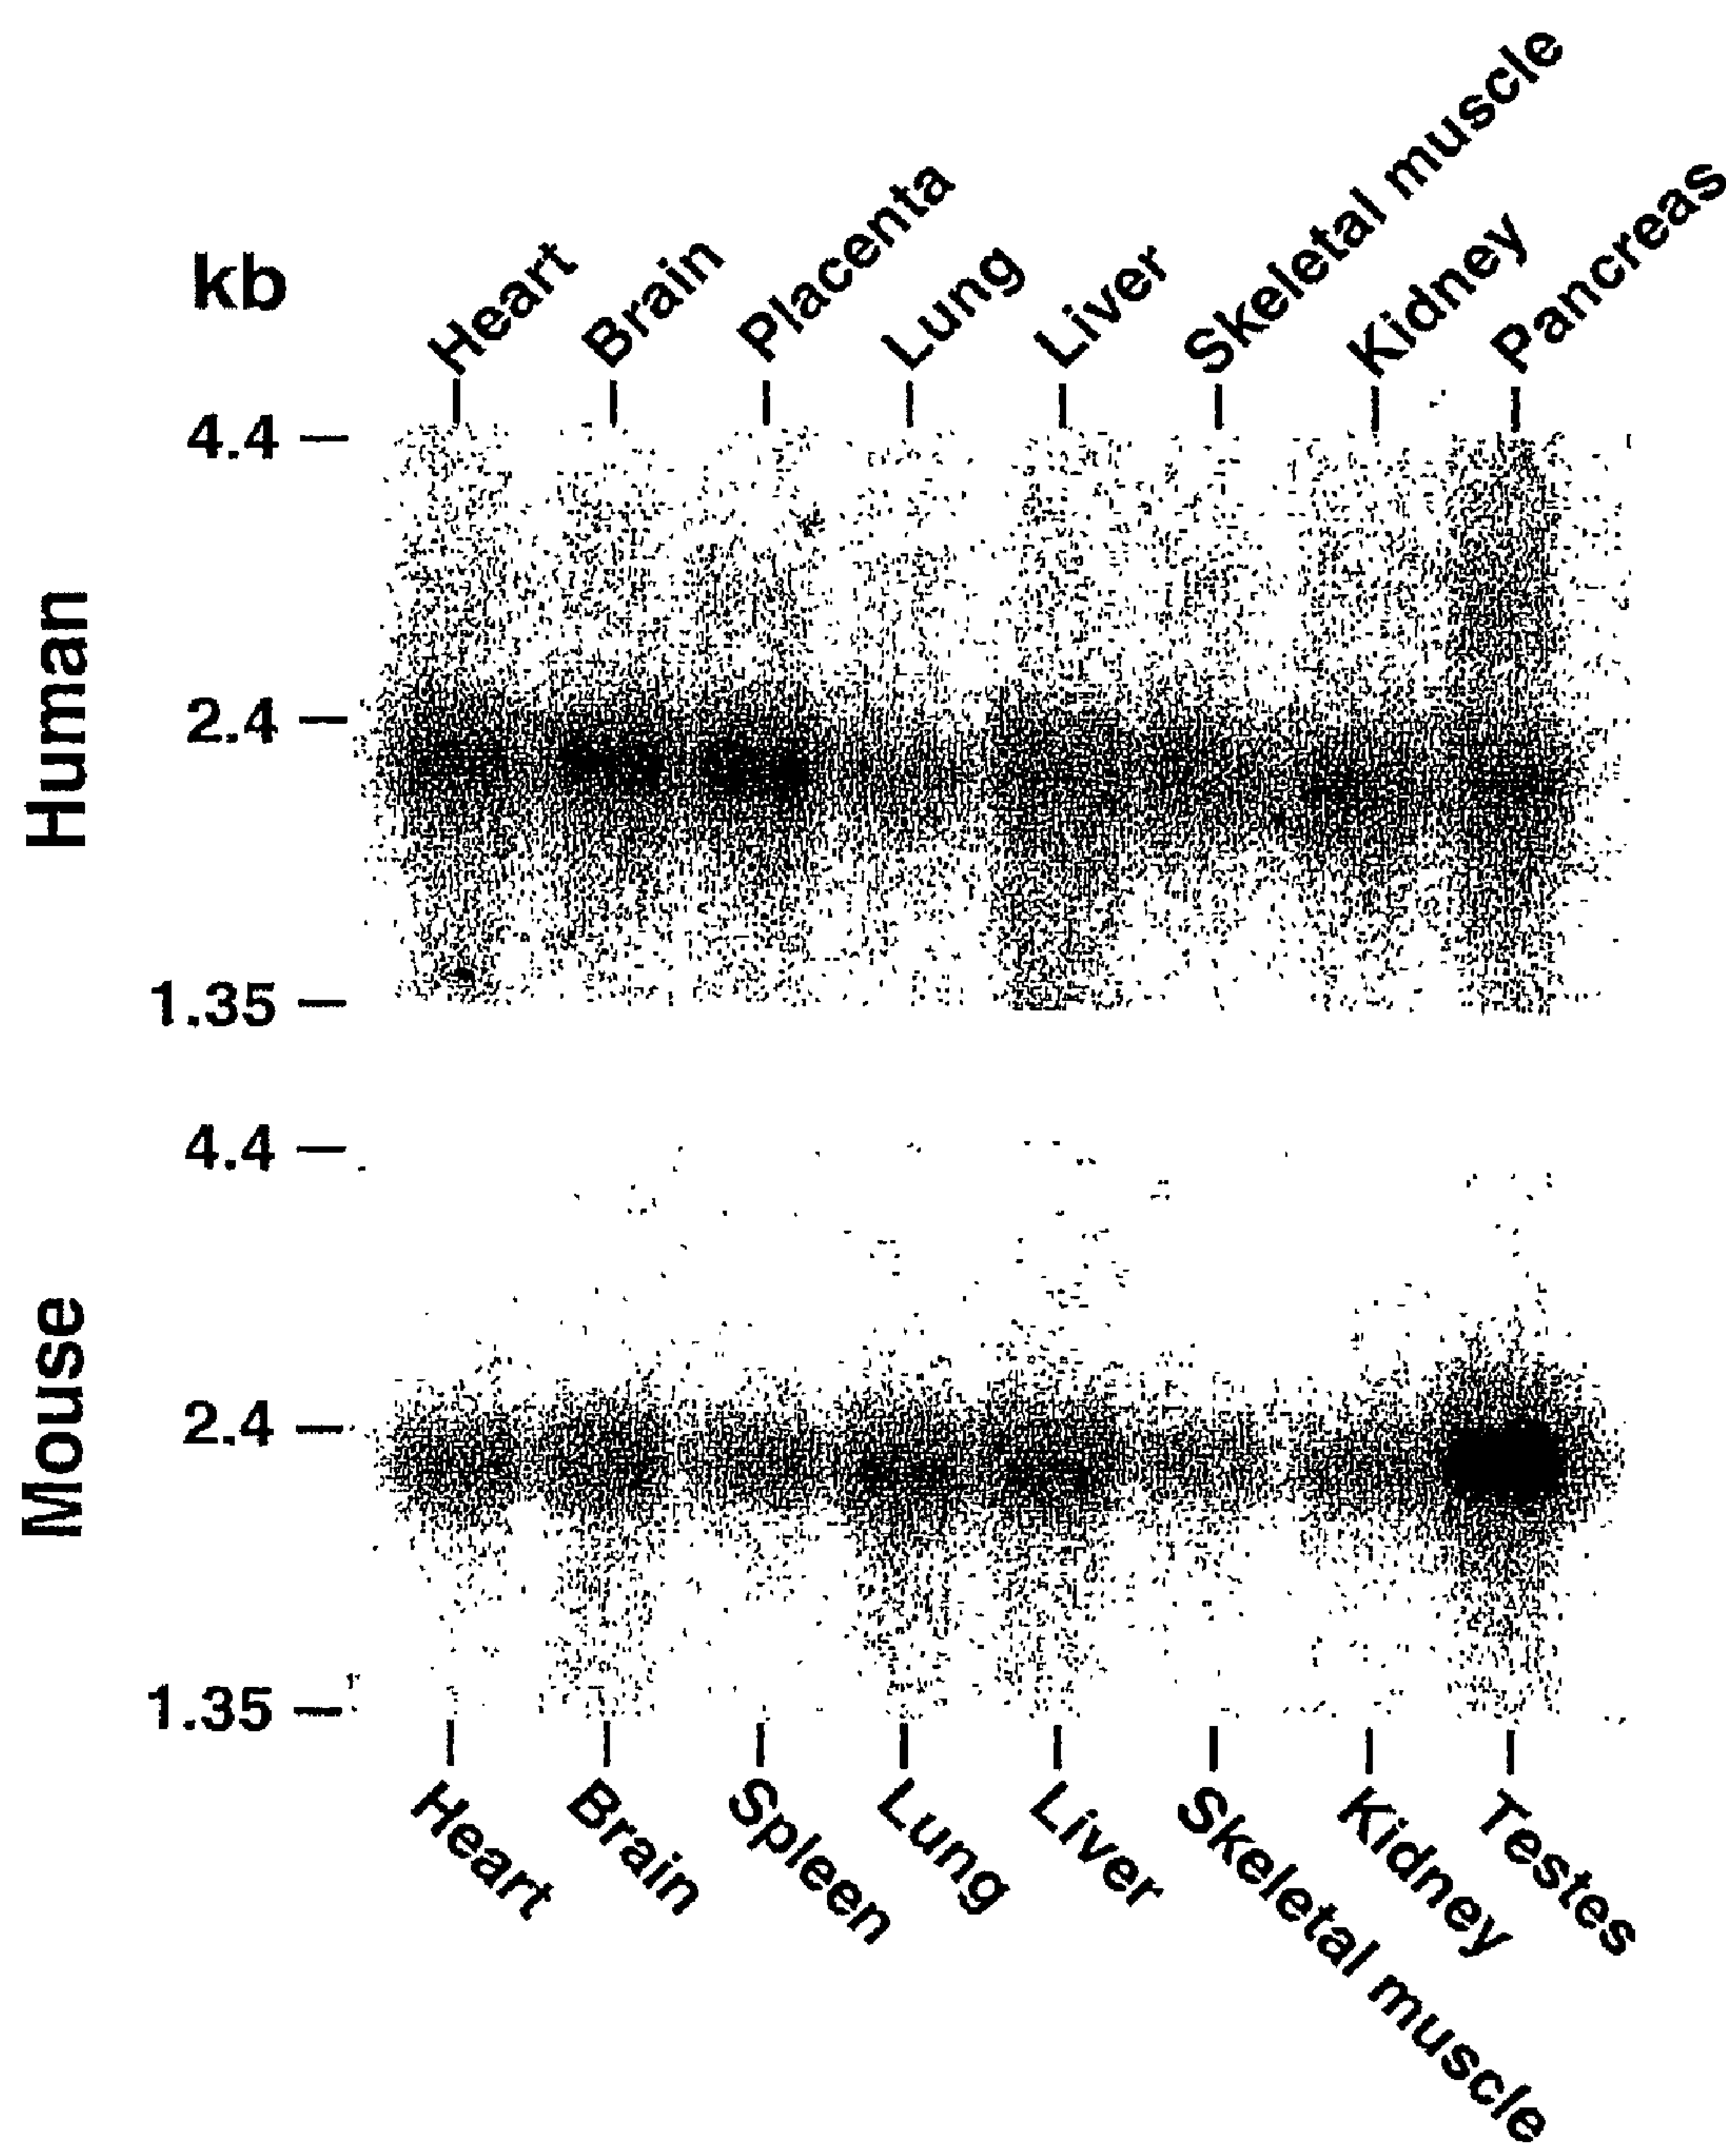 kb
Heart
Brain
Placenta
Lung
Liver
Skeletal muscle
Kidney
Pancreas
Human
4.4
2.4
1.35
Mouse
4.4
2.4
1.35
Heart
Brain
Spleen
Lung
Liver
Skeletal muscle
Kidney
Testes